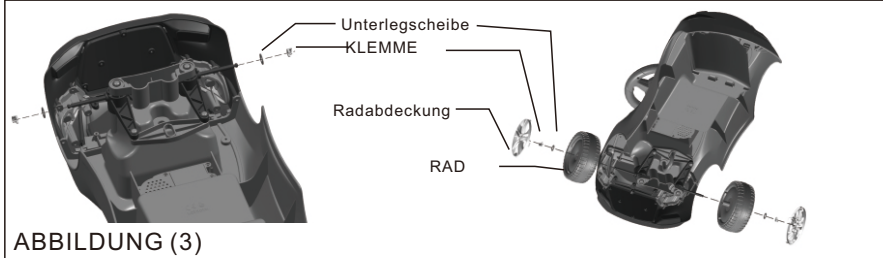 Unterlegscheibe
KLEMME
Radabdeckung
RAD
ABBILDUNG (3)